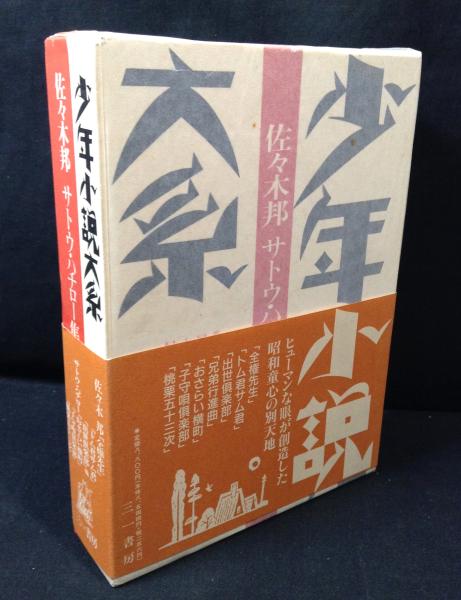 少年小説大系
佐々木邦 サトウ・ハチロー集
少年小説
大系
佐々木邦 サトウ・ハ
ヒューマンな眼が創造した
昭和童心の別天地
「全権先生」
「トム君サム君」
「出世倶楽部」
「兄弟行進曲」
「おさらい横町」
「子守唄倶楽部」
「桃栗五十三次」
三一書房